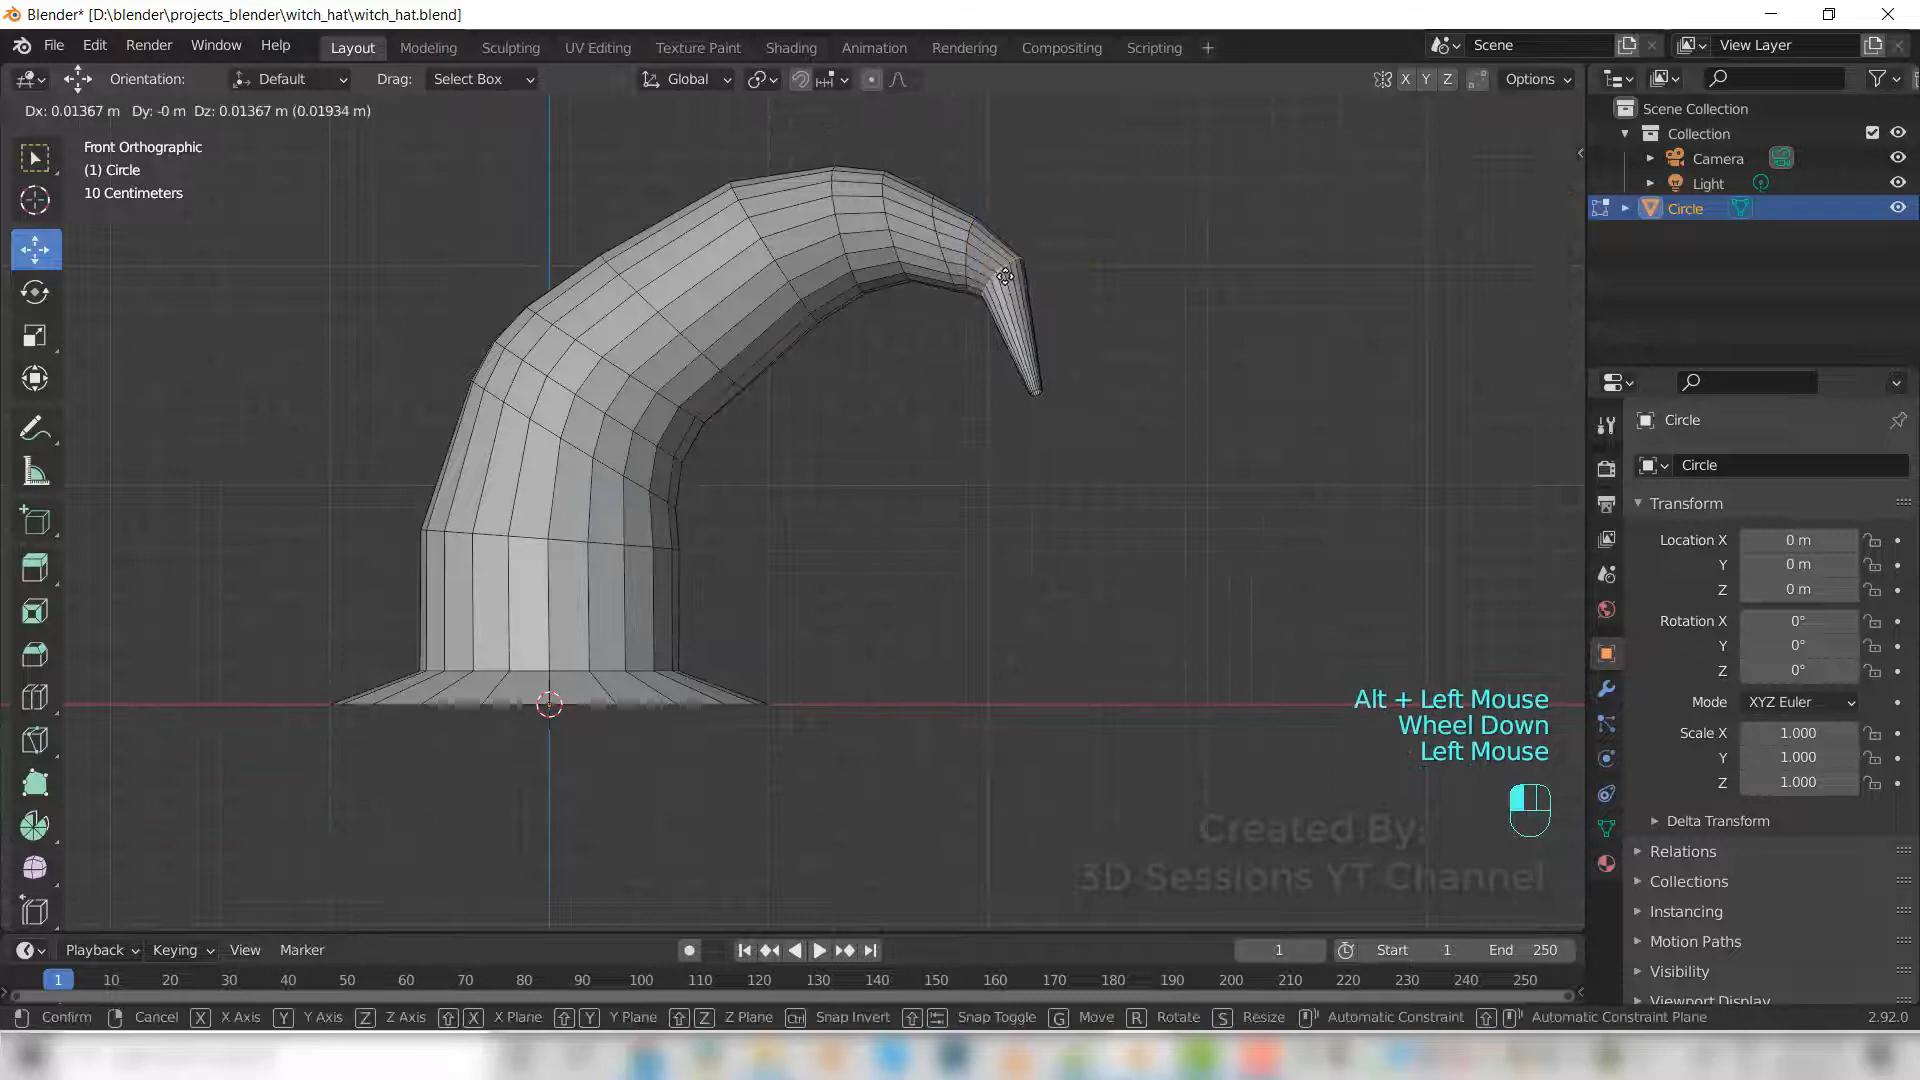 Blender* [D:\blender\projects_blender\witch_hat\witch_hat.blend]
File Edit Render Window Help Layout Modeling Sculpting UV Editing Texture Paint Shading Animation Rendering Compositing Scripting + Scene View Layer
Orientation: Default Drag: Select Box Global X Y Z Options
Dx: 0.01367 m Dy: -0 m Dz: 0.01367 m (0.01934 m)
Scene Collection
Collection
Camera
Light
Circle
Front Orthographic
(1) Circle
10 Centimeters
Circle
Circle
Transform
Location X 0 m
Y 0 m
Z 0 m
Rotation X 0°
Y 0°
Z 0°
Mode XYZ Euler
Scale X 1.000
Y 1.000
Z 1.000
Delta Transform
Relations
Collections
Instancing
Motion Paths
Visibility
Viewport Display
Alt + Left Mouse
Wheel Down
Left Mouse
Created By:
3D Sessions YT Channel
Playback Keying View Marker 1 Start 1 End 250
1 10 20 30 40 50 60 70 80 90 100 110 120 130 140 150 160 170 180 190 200 210 220 230 240 250
Confirm Cancel X X Axis Y Y Axis Z Z Axis X X Plane Y Y Plane Z Z Plane Ctrl Snap Invert Snap Toggle G Move R Rotate S Resize Automatic Constraint Automatic Constraint Plane 2.92.0